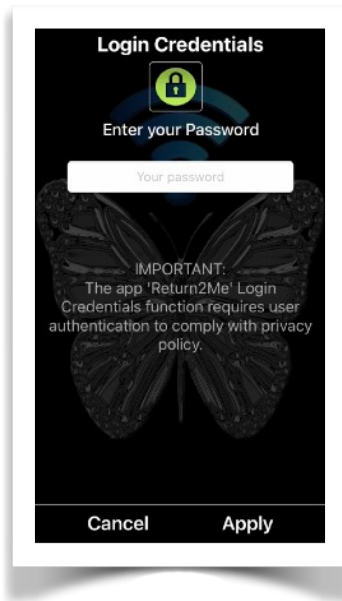 Login Credentials
Enter your Password
Your password
IMPORTANT:
The app 'Return2Me' Login
Credentials function requires user
authentication to comply with privacy
policy.
Cancel Apply